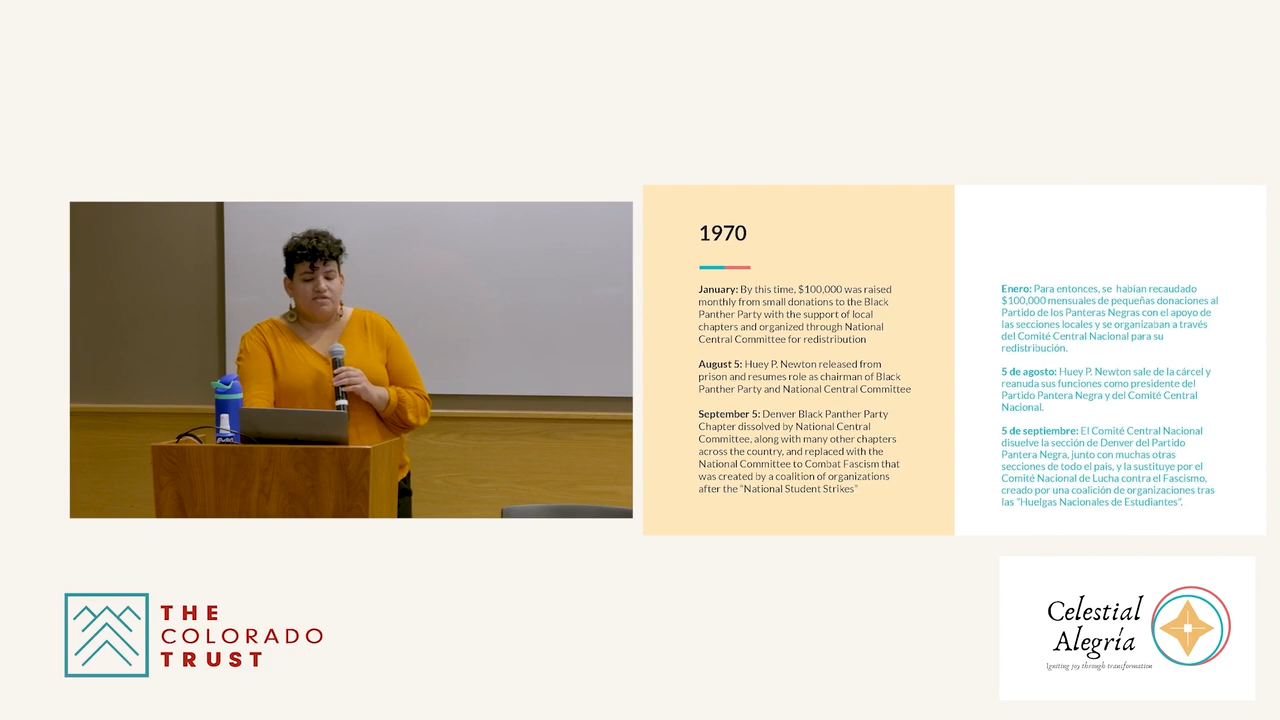 1970
January: By this time, $100,000 was raised
monthly from small donations to the Black
Panther Party with the support of local
chapters and organized through National
Central Committee for redistribution
August 5: Huey P. Newton released from
prison and resumes role as chairman of Black
Panther Party and National Central Committee
September 5: Denver Black Panther Party
Chapter dissolved by National Central
Committee, along with many other chapters
across the country, and replaced with the
National Committee to Combat Fascism that
was created by a coalition of organizations
after the "National Student Strikes"
Enero: Para entonces, se habían recaudado
$100,000 mensuales de pequeñas donaciones al
Partido de los Panteras Negras con el apoyo de
las secciones locales y se organizaban a través
del Comité Central Nacional para su
redistribución.
5 de agosto: Huey P. Newton sale de la cárcel y
reanuda sus funciones como presidente del
Partido Pantera Negra y del Comité Central
Nacional.
5 de septiembre: El Comité Central Nacional
disuelve la sección de Denver del Partido
Pantera Negra, junto con muchas otras
secciones de todo el país, y la sustituye por el
Comité Nacional de Lucha contra el Fascismo,
creado por una coalición de organizaciones tras
las "Huelgas Nacionales de Estudiantes".
THE
COLORADO
TRUST
Celestial
Alegría
Igniting joy through transformation